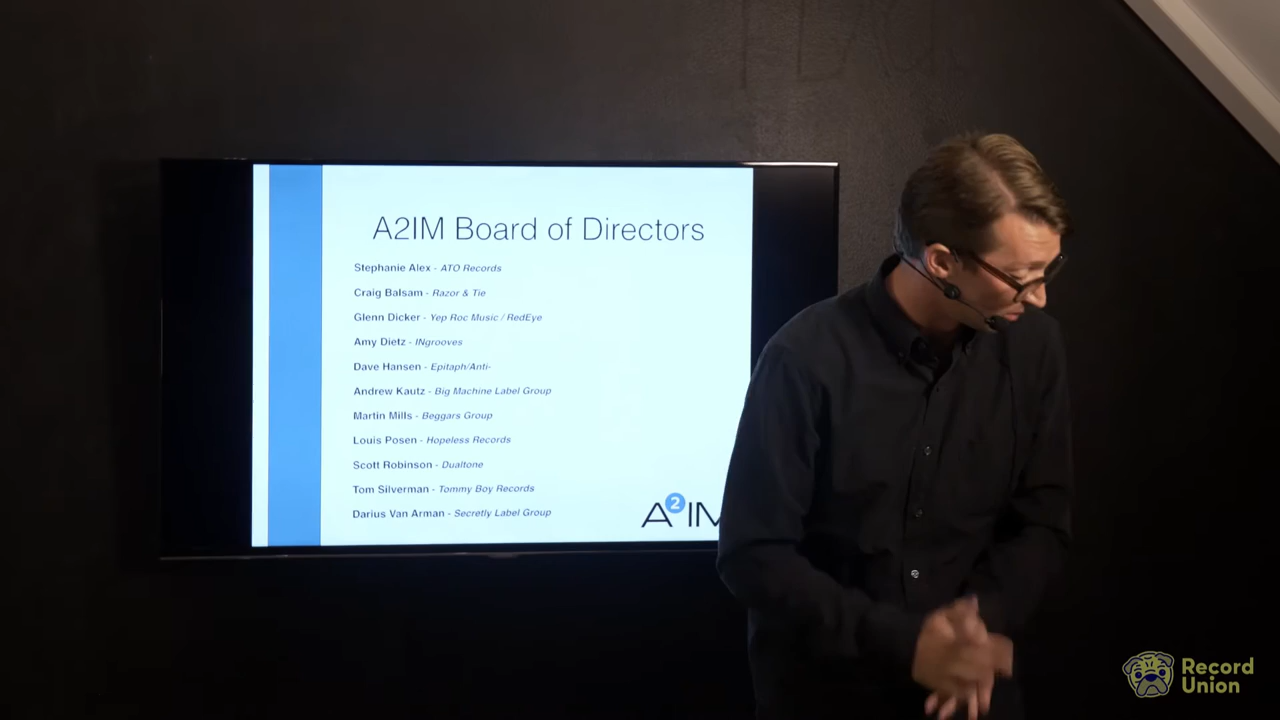 A2IM Board of Directors
Stephanie Alex - ATO Records
Craig Balsam - Razor & Tie
Glenn Dicker - Yep Roc Music / RedEye
Amy Dietz - INgrooves
Dave Hansen - Epitaph/Anti-
Andrew Kautz - Big Machine Label Group
Martin Mills - Beggars Group
Louis Posen - Hopeless Records
Scott Robinson - Dualtone
Tom Silverman - Tommy Boy Records
Darius Van Arman - Secretly Label Group
A2IM
Record
Union